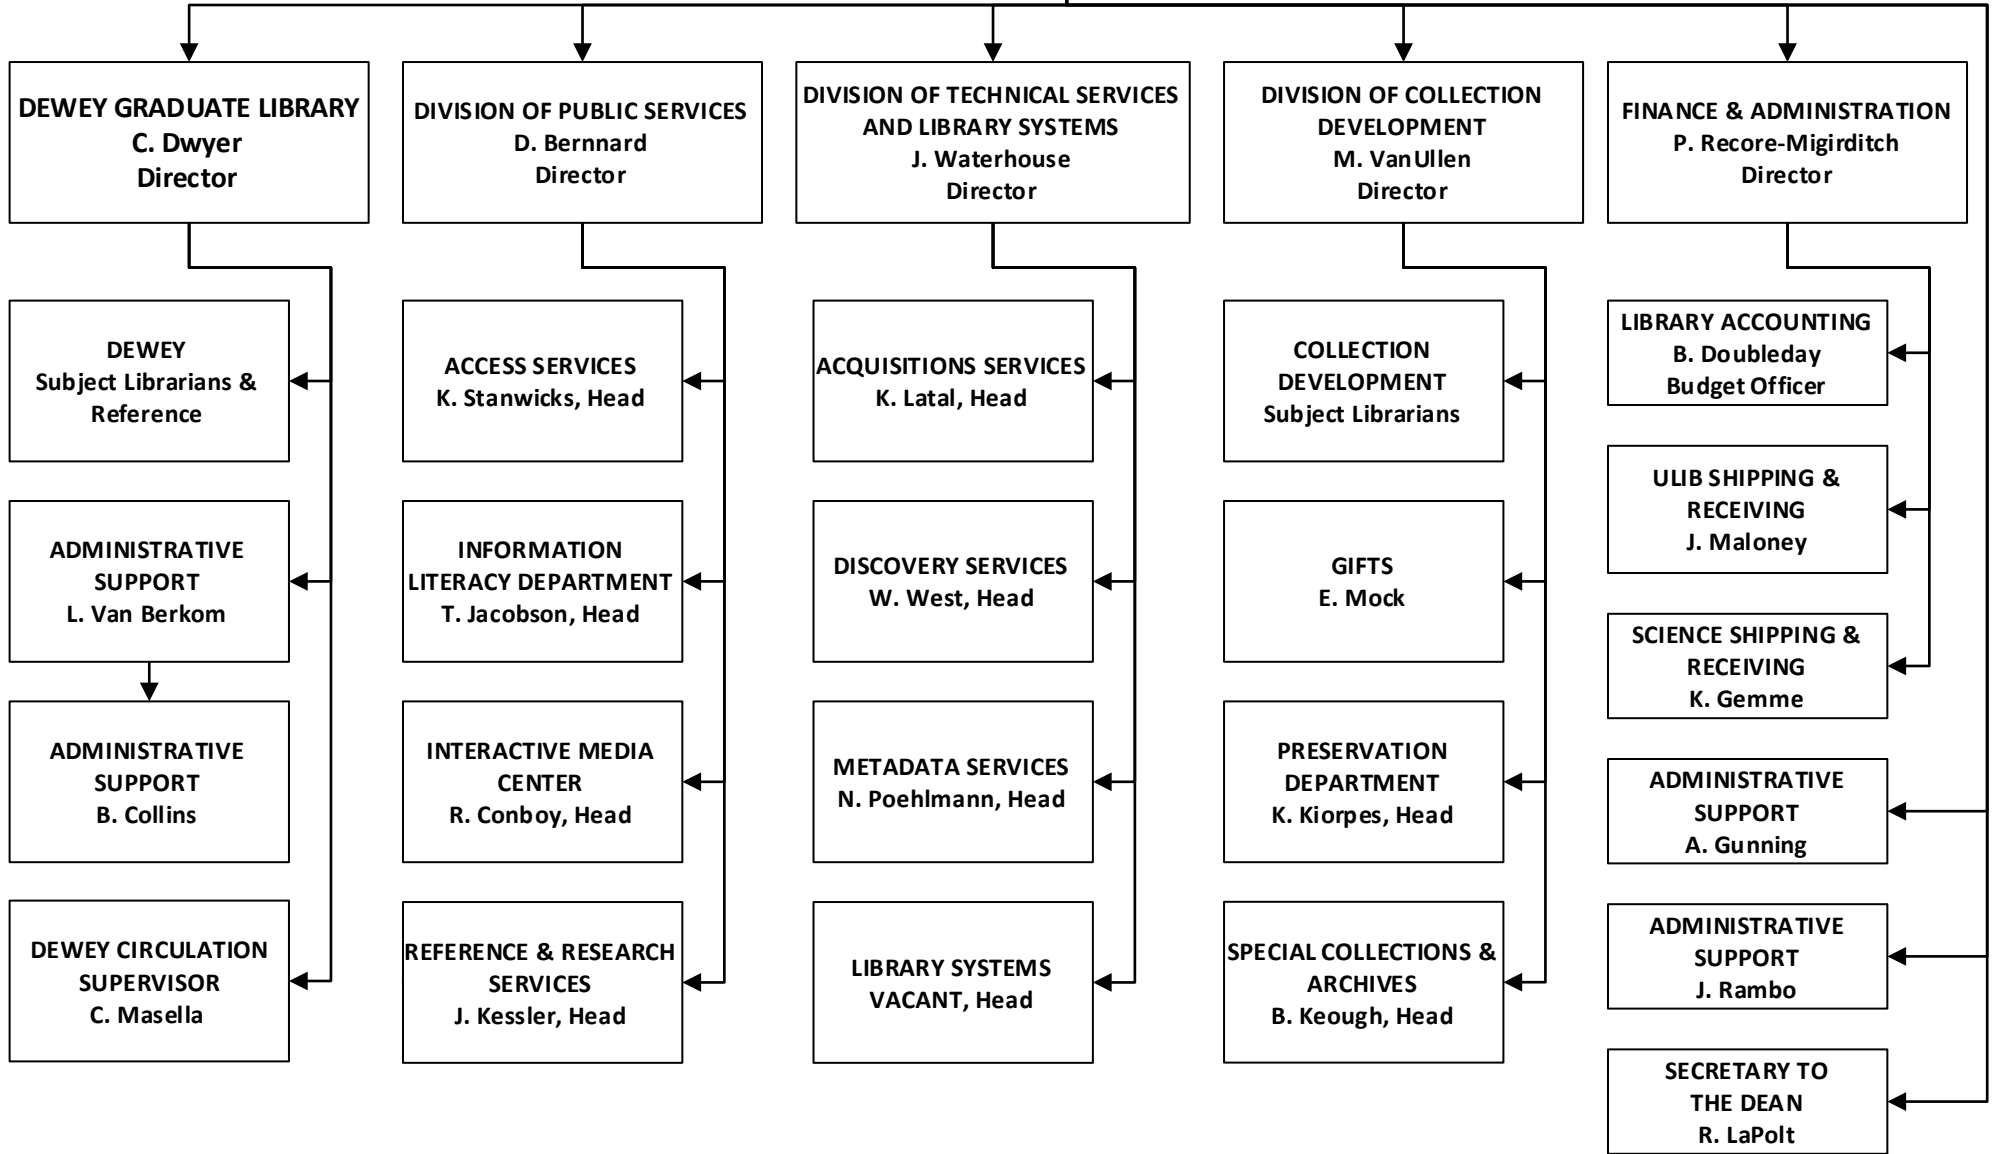 DEWEY GRADUATE LIBRARY
C. Dwyer
Director
DIVISION OF PUBLIC SERVICES
D. Bernnard
Director
DIVISION OF TECHNICAL SERVICES
AND LIBRARY SYSTEMS
J. Waterhouse
Director
DIVISION OF COLLECTION
DEVELOPMENT
M. VanUllen
Director
FINANCE & ADMINISTRATION
P. Recore-Migirditch
Director
DEWEY
Subject Librarians &
Reference
ADMINISTRATIVE
SUPPORT
L. Van Berkom
ADMINISTRATIVE
SUPPORT
B. Collins
DEWEY CIRCULATION
SUPERVISOR
C. Masella
ACCESS SERVICES
K. Stanwicks, Head
INFORMATION
LITERACY DEPARTMENT
T. Jacobson, Head
INTERACTIVE MEDIA
CENTER
R. Conboy, Head
REFERENCE & RESEARCH
SERVICES
J. Kessler, Head
ACQUISITIONS SERVICES
K. Latal, Head
DISCOVERY SERVICES
W. West, Head
METADATA SERVICES
N. Poehlmann, Head
LIBRARY SYSTEMS
VACANT, Head
COLLECTION
DEVELOPMENT
Subject Librarians
GIFTS
E. Mock
PRESERVATION
DEPARTMENT
K. Kiorpes, Head
SPECIAL COLLECTIONS &
ARCHIVES
B. Keough, Head
LIBRARY ACCOUNTING
B. Doubleday
Budget Officer
ULIB SHIPPING &
RECEIVING
J. Maloney
SCIENCE SHIPPING &
RECEIVING
K. Gemme
ADMINISTRATIVE
SUPPORT
A. Gunning
ADMINISTRATIVE
SUPPORT
J. Rambo
SECRETARY TO
THE DEAN
R. LaPolt